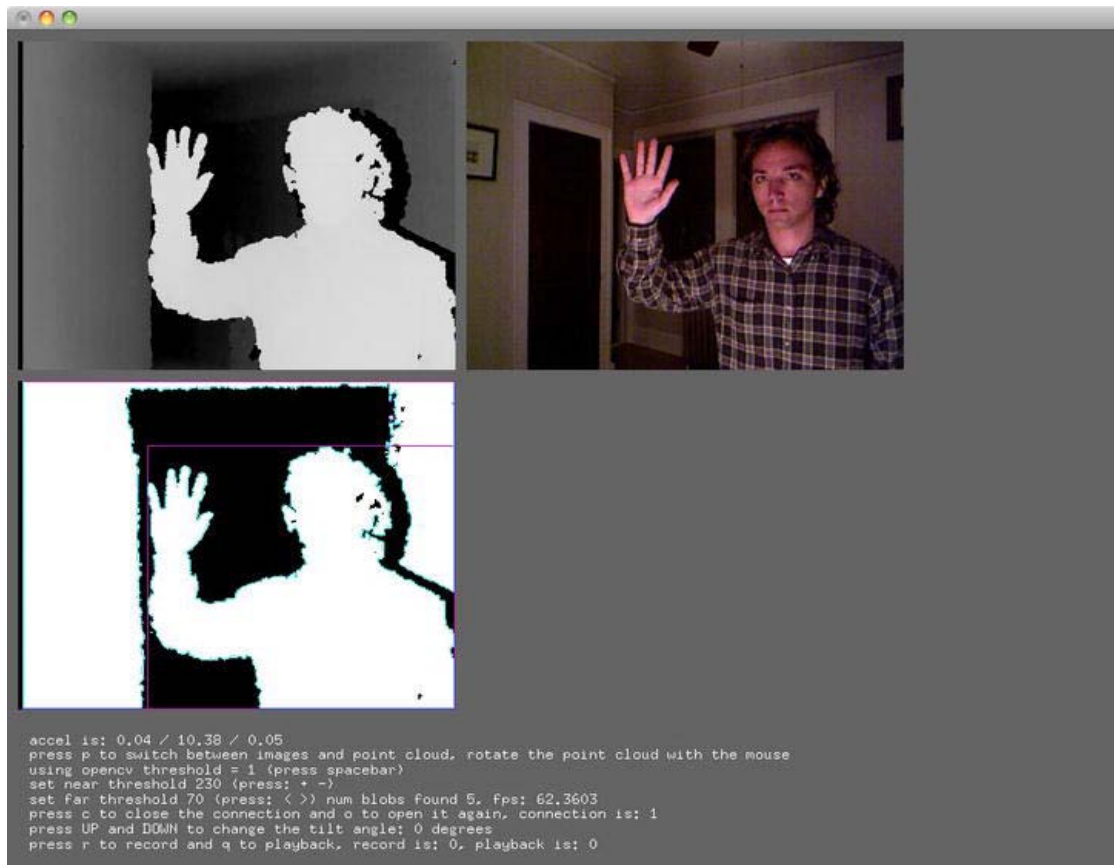 accel is: 0.04 / 10.38 / 0.05
press p to switch between images and point cloud, rotate the point cloud with the mouse
using opencv threshold = 1 (press spacebar)
set near threshold 230 (press: + -)
set far threshold 70 (press: < >) num blobs found 5, fps: 62.3603
press c to close the connection and o to open it again, connection is: 1
press UP and DOWN to change the tilt angle: 0 degrees
press r to record and q to playback, record is: 0, playback is: 0